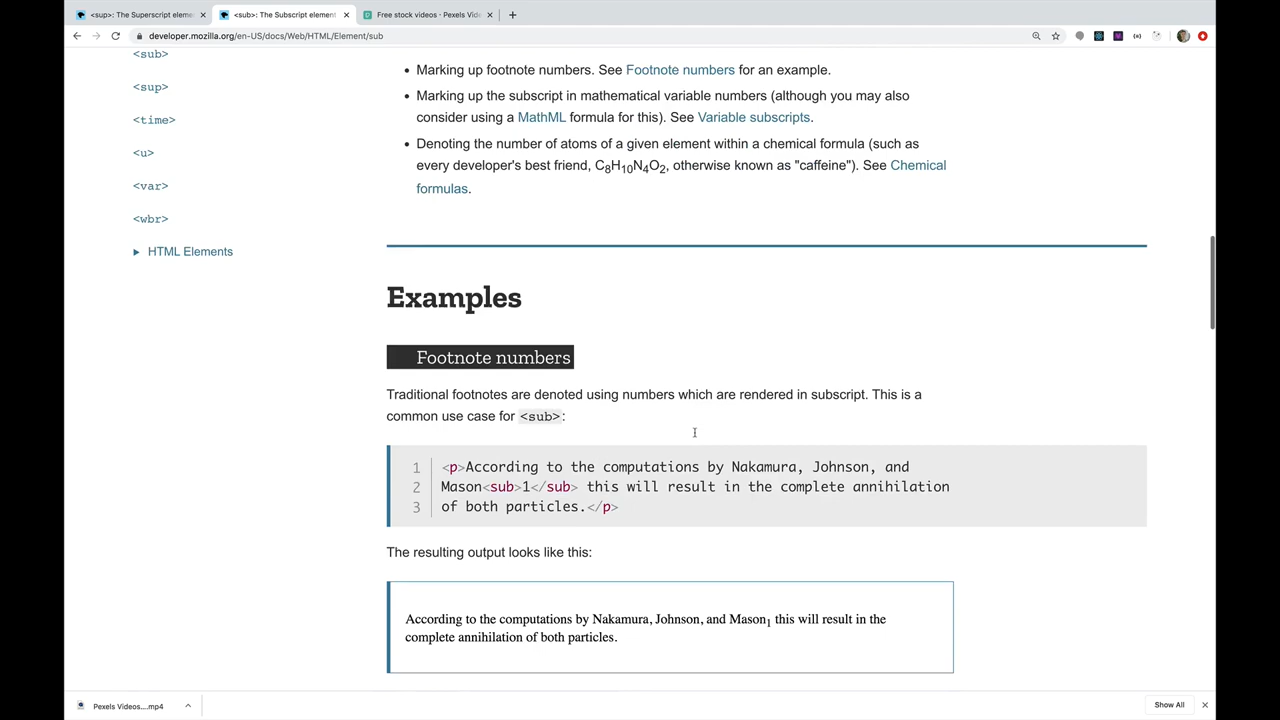 <sup>: The Superscript eleme
<sub>: The Subscript element
Free stock videos · Pexels Vide
developer.mozilla.org/en-US/docs/Web/HTML/Element/sub
<sub>
<sup>
<time>
<u>
<var>
<wbr>
HTML Elements
Marking up footnote numbers. See Footnote numbers for an example.
Marking up the subscript in mathematical variable numbers (although you may also
consider using a MathML formula for this). See Variable subscripts.
Denoting the number of atoms of a given element within a chemical formula (such as
every developer's best friend, C8H10N4O2, otherwise known as "caffeine"). See Chemical
formulas.
Examples
Footnote numbers
Traditional footnotes are denoted using numbers which are rendered in subscript. This is a
common use case for <sub>:
1 <p>According to the computations by Nakamura, Johnson, and
2 Mason<sub>1</sub> this will result in the complete annihilation
3 of both particles.</p>
The resulting output looks like this:
According to the computations by Nakamura, Johnson, and Mason1 this will result in the
complete annihilation of both particles.
Pexels Videos....mp4
Show All